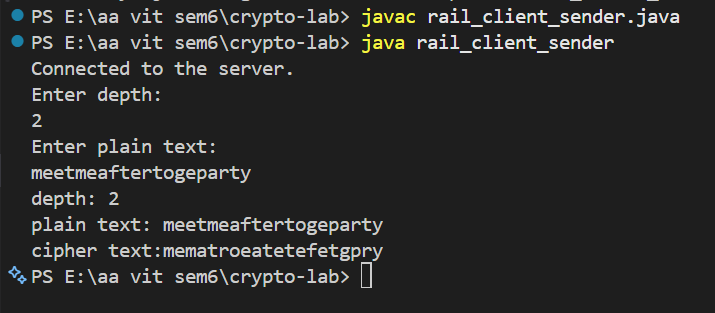 PS E:\aa vit sem6\crypto-lab> javac rail_client_sender.java
PS E:\aa vit sem6\crypto-lab> java rail_client_sender
Connected to the server.
Enter depth:
2
Enter plain text:
meetmeaftertogeparty
depth: 2
plain text: meetmeaftertogeparty
cipher text:mematroeatetefetgpry
PS E:\aa vit sem6\crypto-lab>